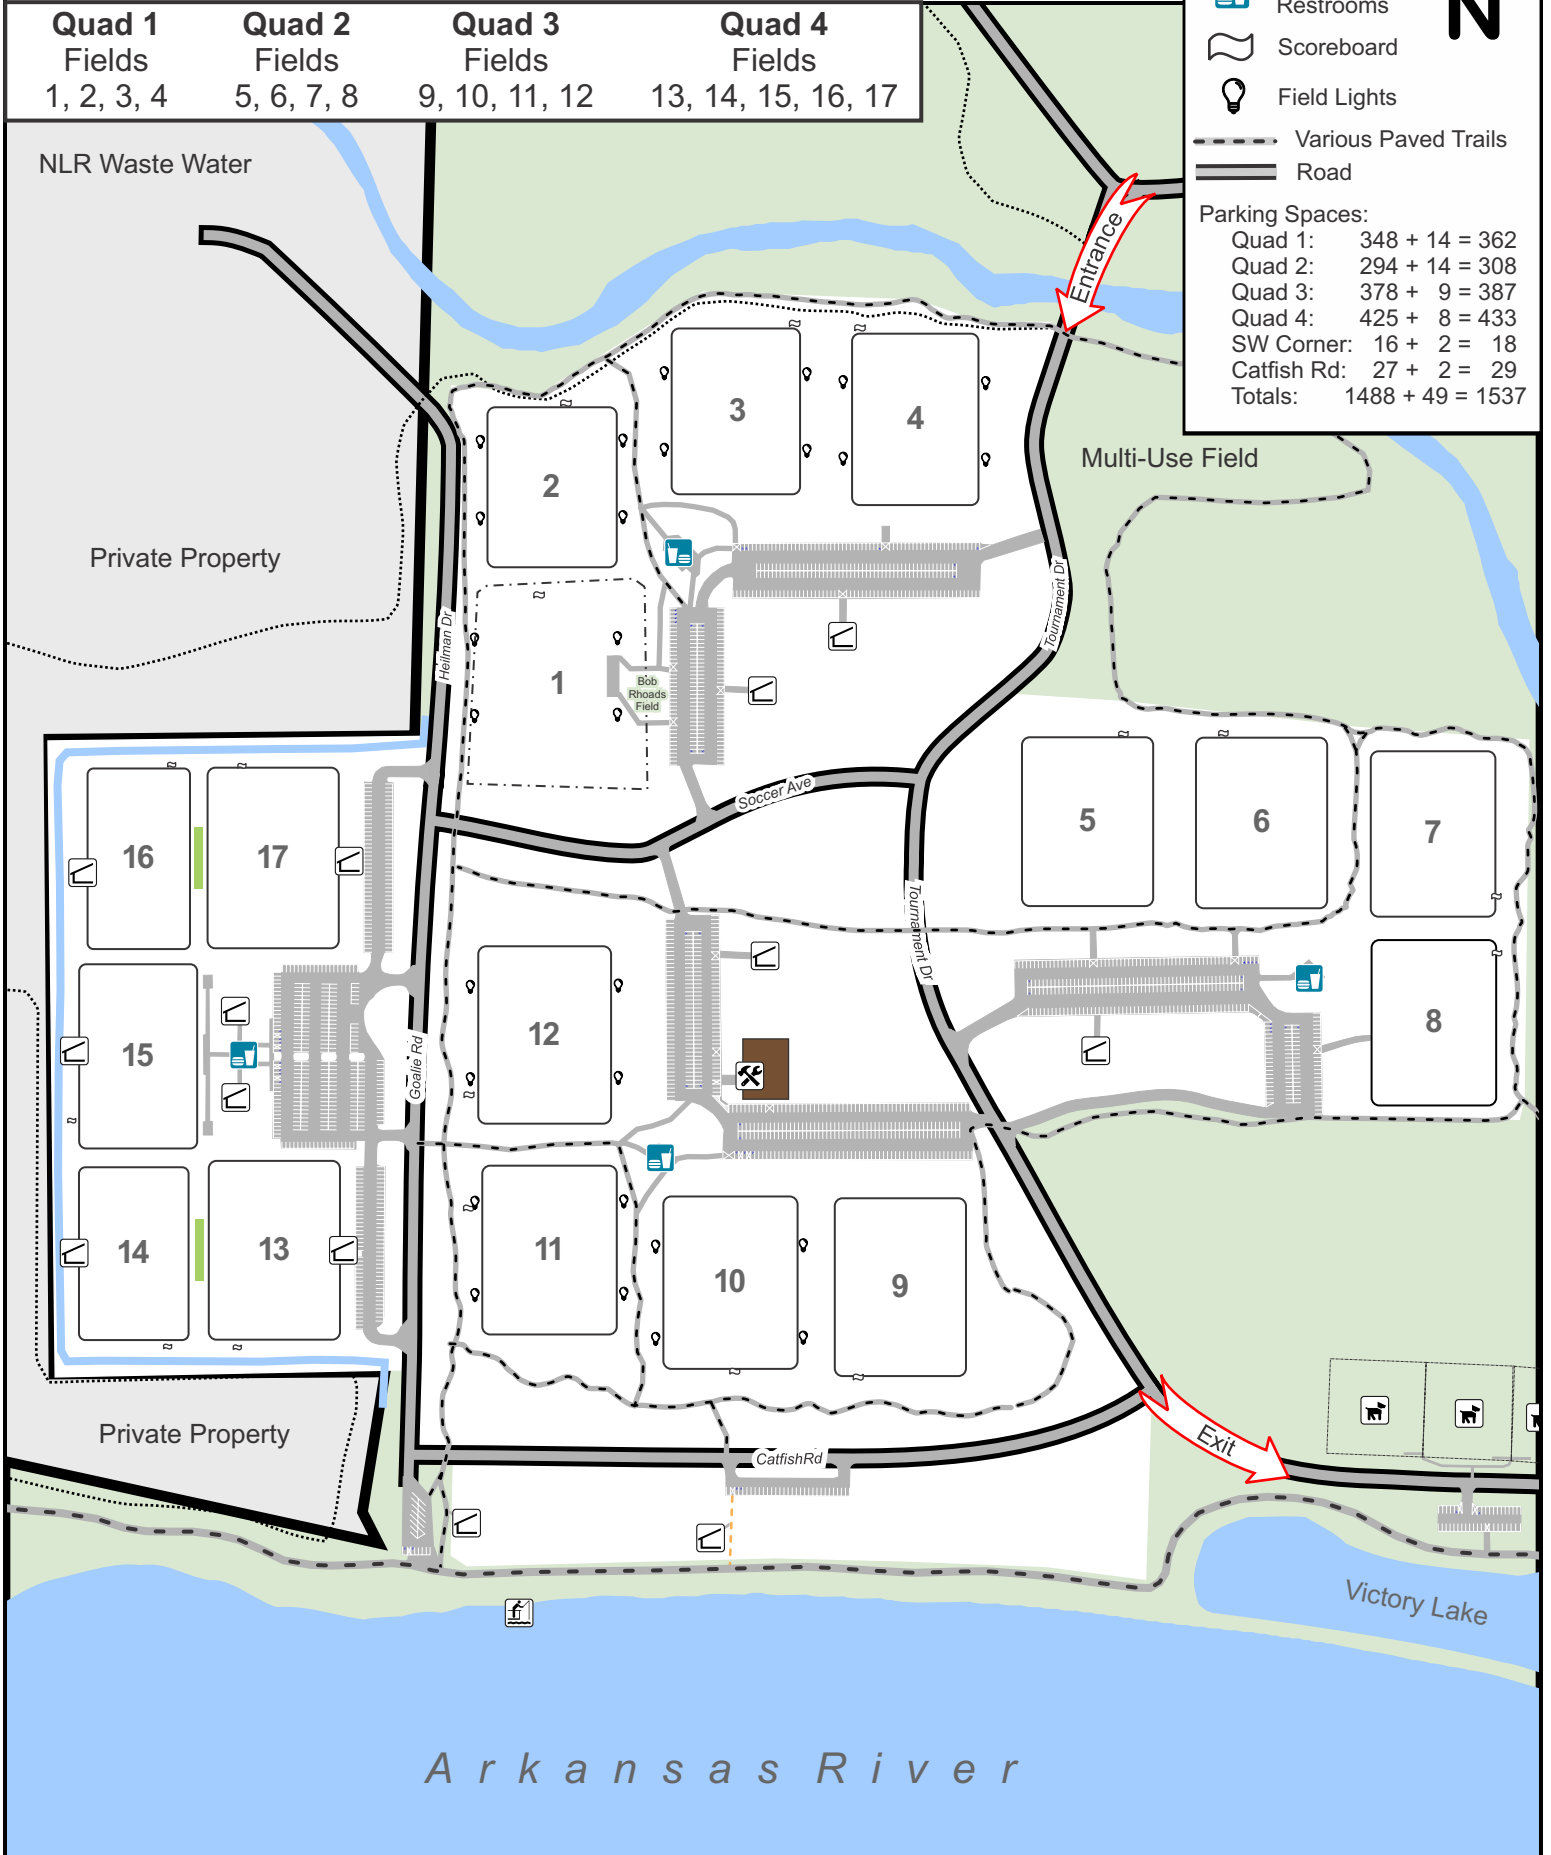 Quad 1 Quad 2 Quad 3 Quad 4
Fields Fields Fields Fields
1, 2, 3, 4 5, 6, 7, 8 9, 10, 11, 12 13, 14, 15, 16, 17
Restrooms
N
Scoreboard
Field Lights
Various Paved Trails
Road
Parking Spaces:
Quad 1: 348 + 14 = 362
Quad 2: 294 + 14 = 308
Quad 3: 378 + 9 = 387
Quad 4: 425 + 8 = 433
SW Corner: 16 + 2 = 18
Catfish Rd: 27 + 2 = 29
Totals: 1488 + 49 = 1537
NLR Waste Water
Entrance
3
4
2
Multi-Use Field
Private Property
Heilman Dr
Tournament Dr
1
Bob
Rhoads
Field
Soccer Ave
5
6
7
16
17
Tournament Dr
12
8
15
Goalie Rd
14
13
11
10
9
Private Property
Exit
CatfishRd
Victory Lake
Arkansas River